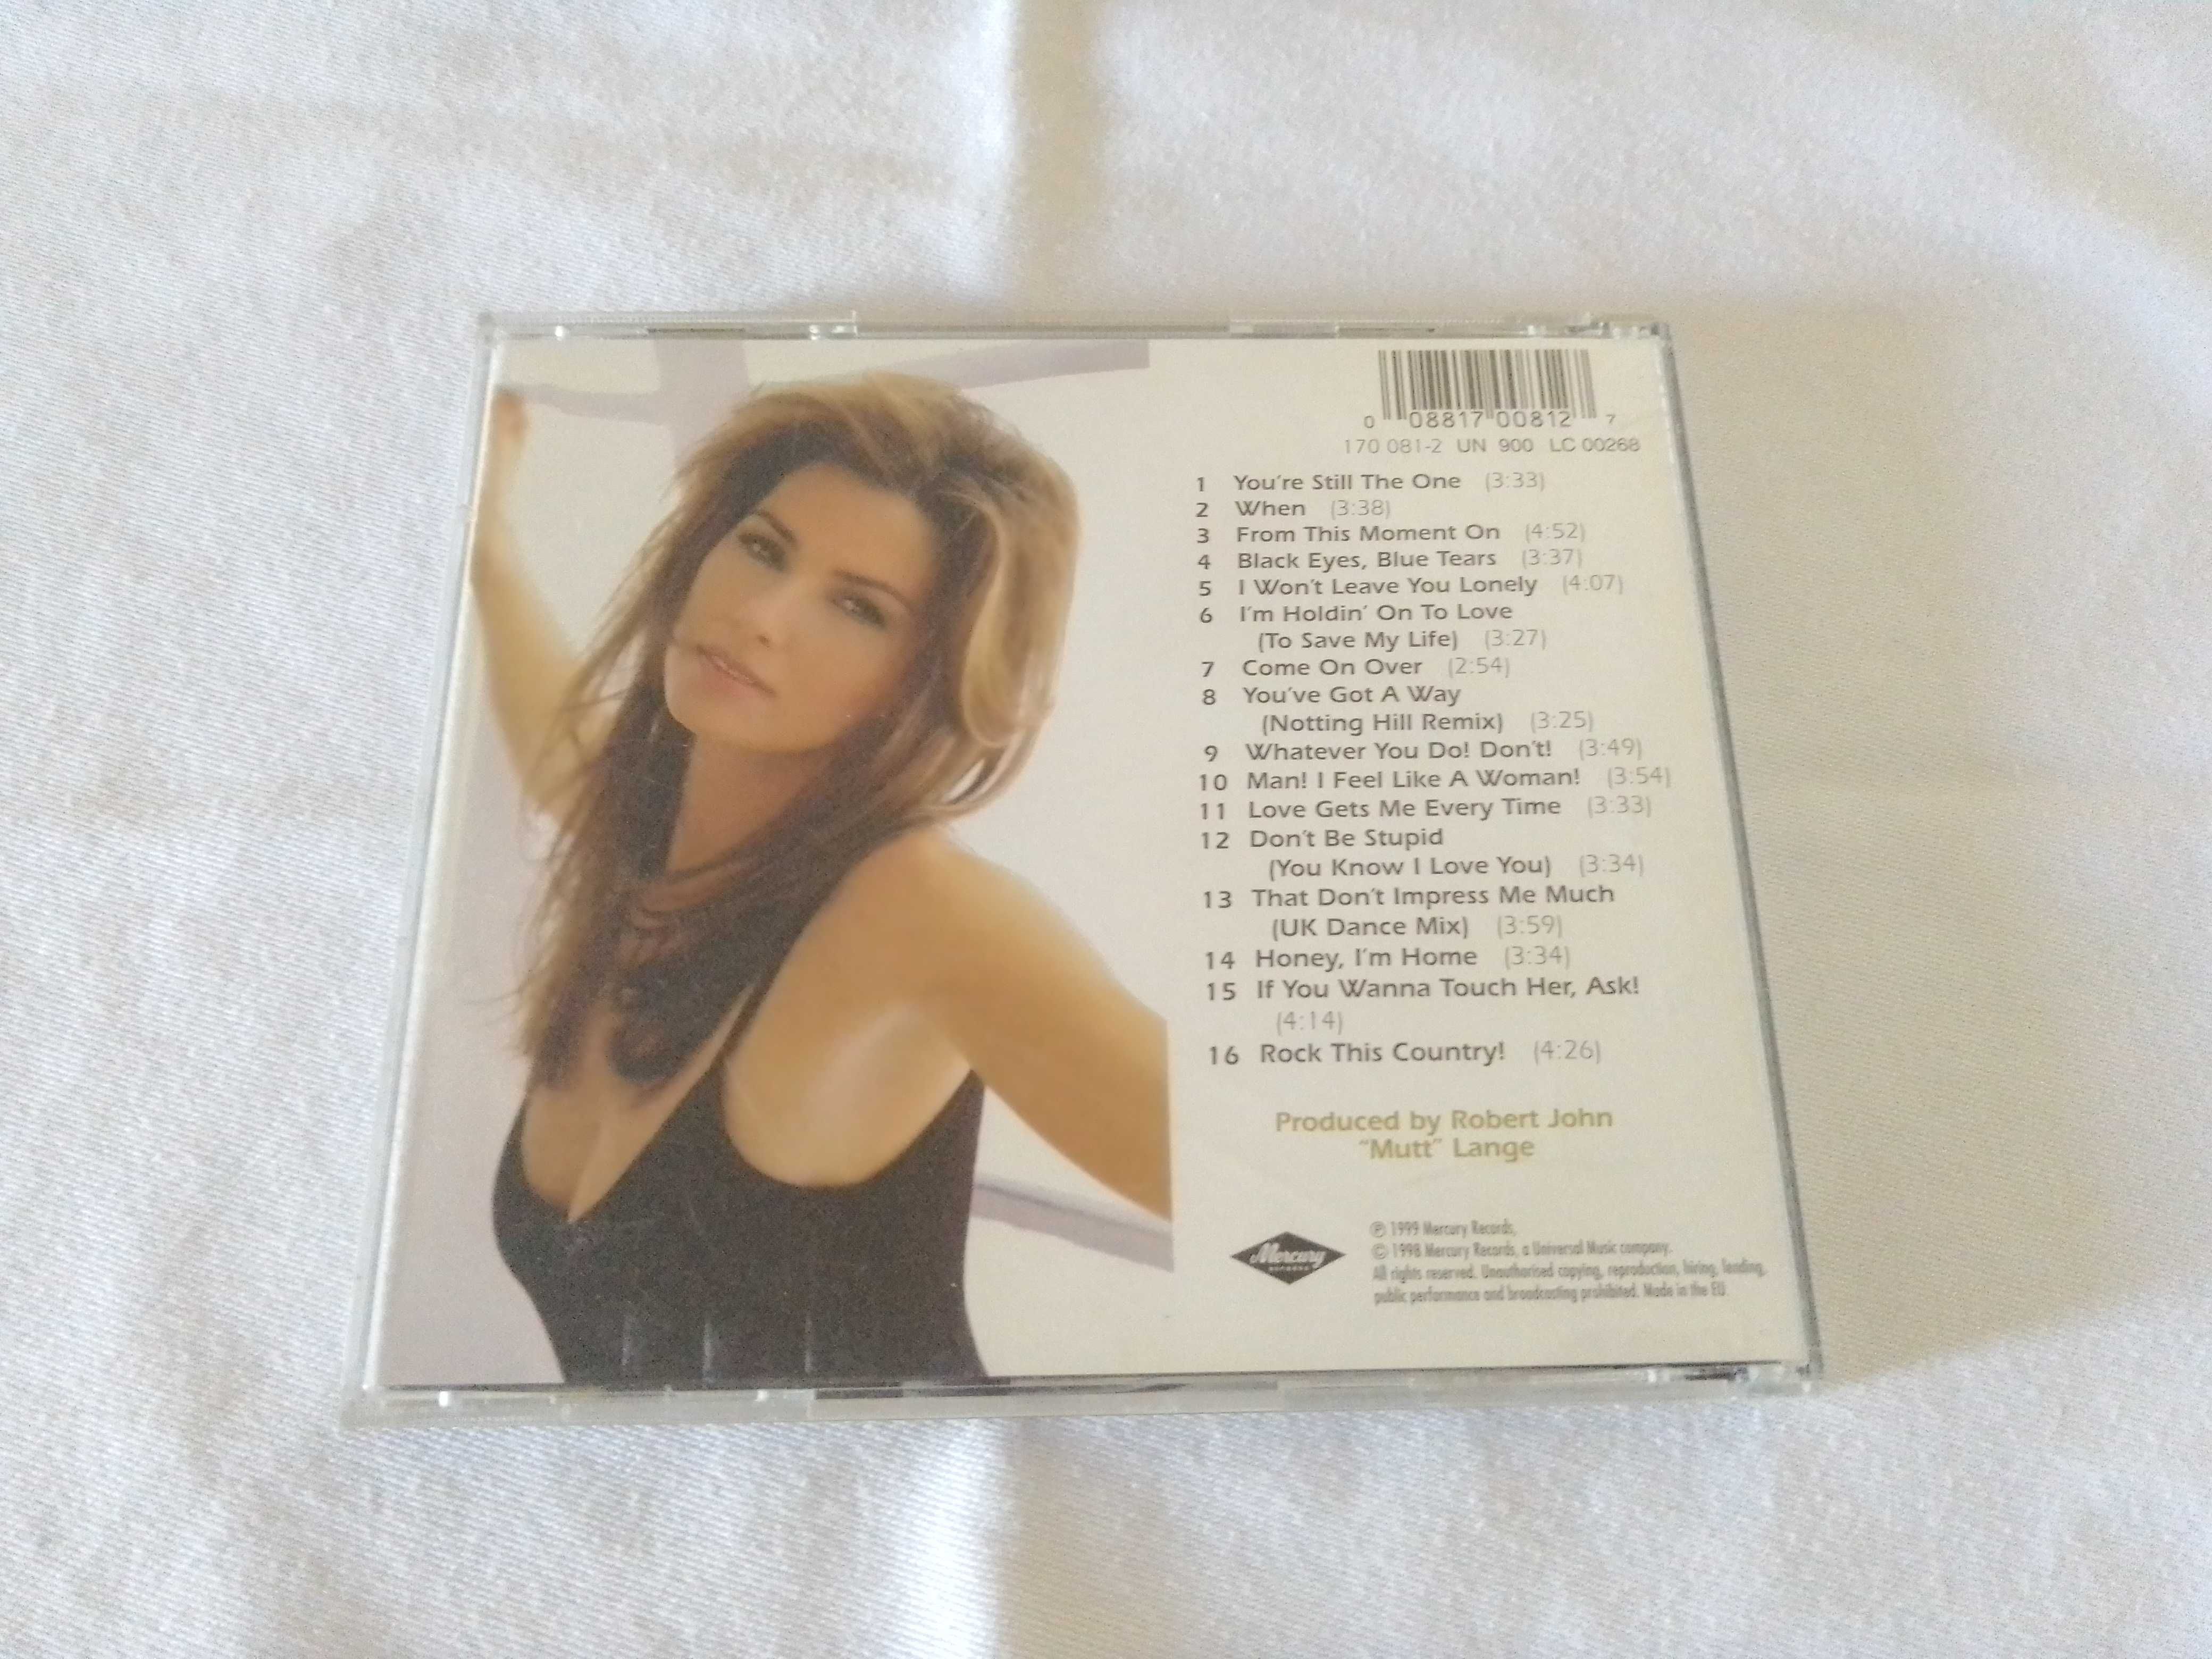 0 08817 00812 7
170 081-2 UN 900 LC 00268
1 You're Still The One (3:33)
2 When (3:38)
3 From This Moment On (4:52)
4 Black Eyes, Blue Tears (3:37)
5 I Won't Leave You Lonely (4:07)
6 I'm Holdin' On To Love
(To Save My Life) (3:27)
7 Come On Over (2:54)
8 You've Got A Way
(Notting Hill Remix) (3:25)
9 Whatever You Do! Don't! (3:49)
10 Man! I Feel Like A Woman! (3:54)
11 Love Gets Me Every Time (3:33)
12 Don't Be Stupid
(You Know I Love You) (3:34)
13 That Don't Impress Me Much
(UK Dance Mix) (3:59)
14 Honey, I'm Home (3:34)
15 If You Wanna Touch Her, Ask!
(4:14)
16 Rock This Country! (4:26)
Produced by Robert John
"Mutt" Lange
Mercury
℗ 1999 Mercury Records,
© 1998 Mercury Records, a Universal Music company.
All rights reserved. Unauthorised copying, reproduction, hiring, lending,
public performance and broadcasting prohibited. Made in the EU